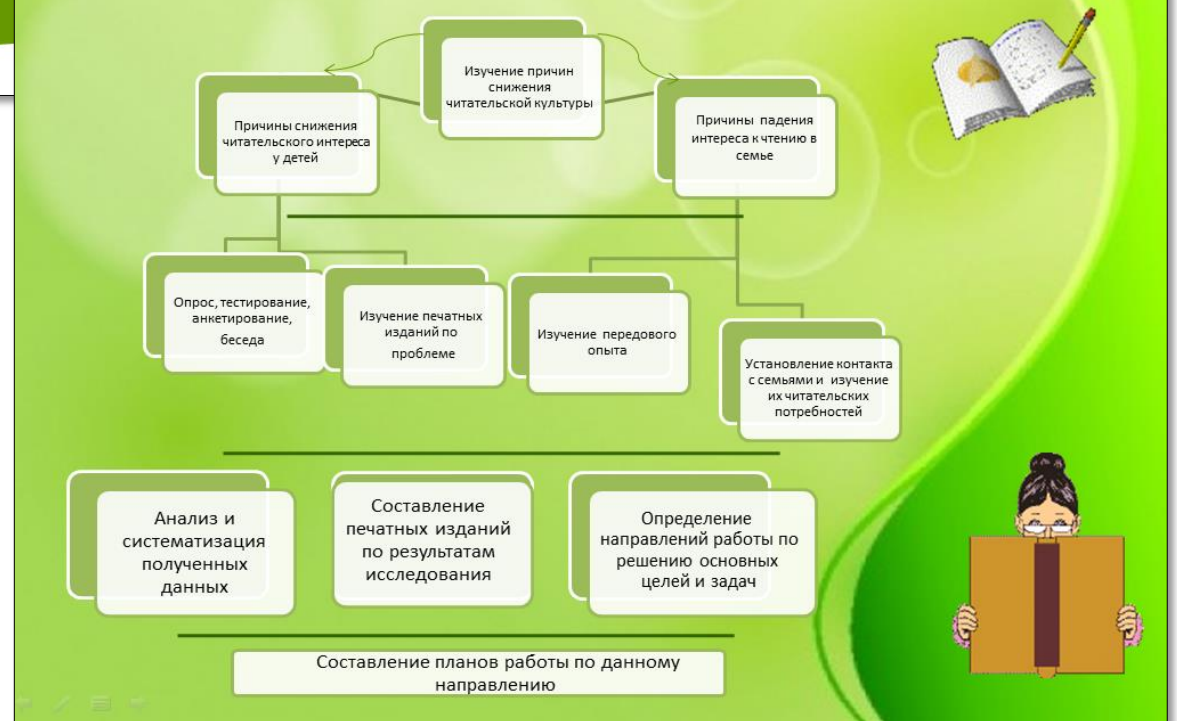 Изучение причин
снижения
читательской культуры
Причины снижения
читательского интереса
у детей
Причины падения
интереса к чтению в
семье
Опрос, тестирование,
анкетирование,
беседа
Изучение печатных
изданий по
проблеме
Изучение передового
опыта
Установление контакта
с семьями и изучение
их читательских
потребностей
Анализ и
систематизация
полученных
данных
Составление
печатных изданий
по результатам
исследования
Определение
направлений работы по
решению основных
целей и задач
Составление планов работы по данному
направлению